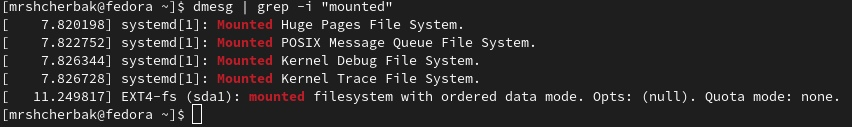 [mrshcherbak@fedora ~]$ dmesg | grep -i "mounted"
[    7.820198] systemd[1]: Mounted Huge Pages File System.
[    7.822752] systemd[1]: Mounted POSIX Message Queue File System.
[    7.826344] systemd[1]: Mounted Kernel Debug File System.
[    7.826728] systemd[1]: Mounted Kernel Trace File System.
[   11.249817] EXT4-fs (sda1): mounted filesystem with ordered data mode. Opts: (null). Quota mode: none.
[mrshcherbak@fedora ~]$